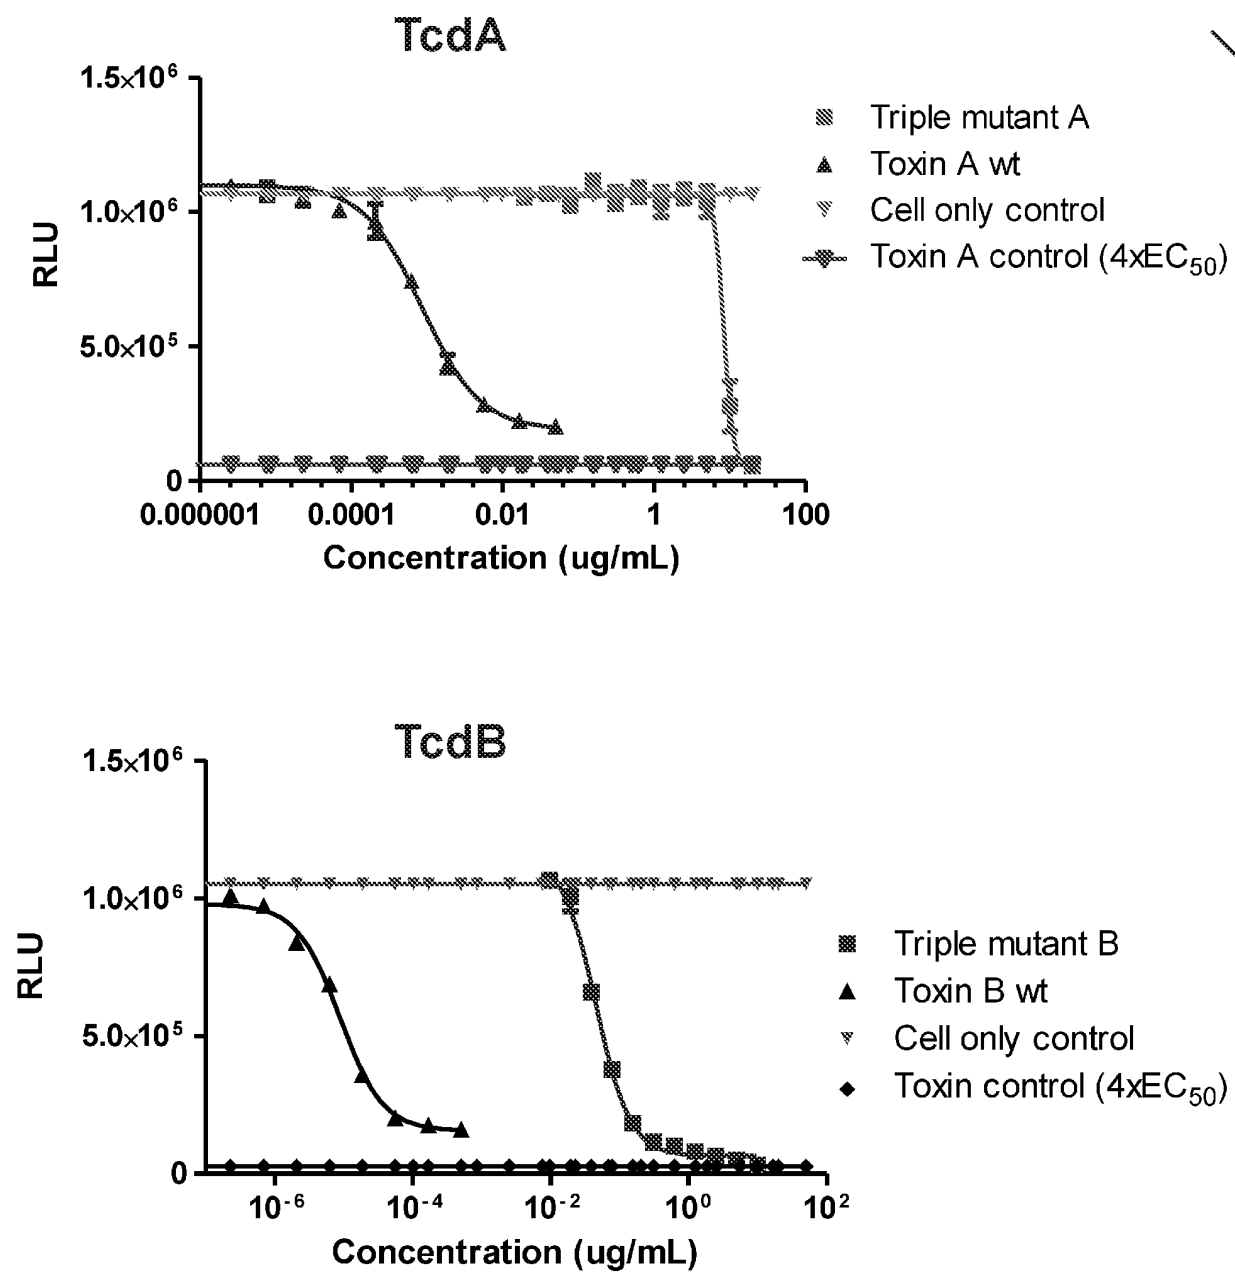 TcdA
1.5×10⁶
1.0×10⁶
5.0×10⁵
0
RLU
0.000001 0.0001 0.01 1 100
Concentration (ug/mL)
Triple mutant A
Toxin A wt
Cell only control
Toxin A control (4xEC₅₀)
TcdB
1.5×10⁶
1.0×10⁶
5.0×10⁵
0
RLU
10⁻⁶ 10⁻⁴ 10⁻² 10⁰ 10²
Concentration (ug/mL)
Triple mutant B
Toxin B wt
Cell only control
Toxin control (4xEC₅₀)